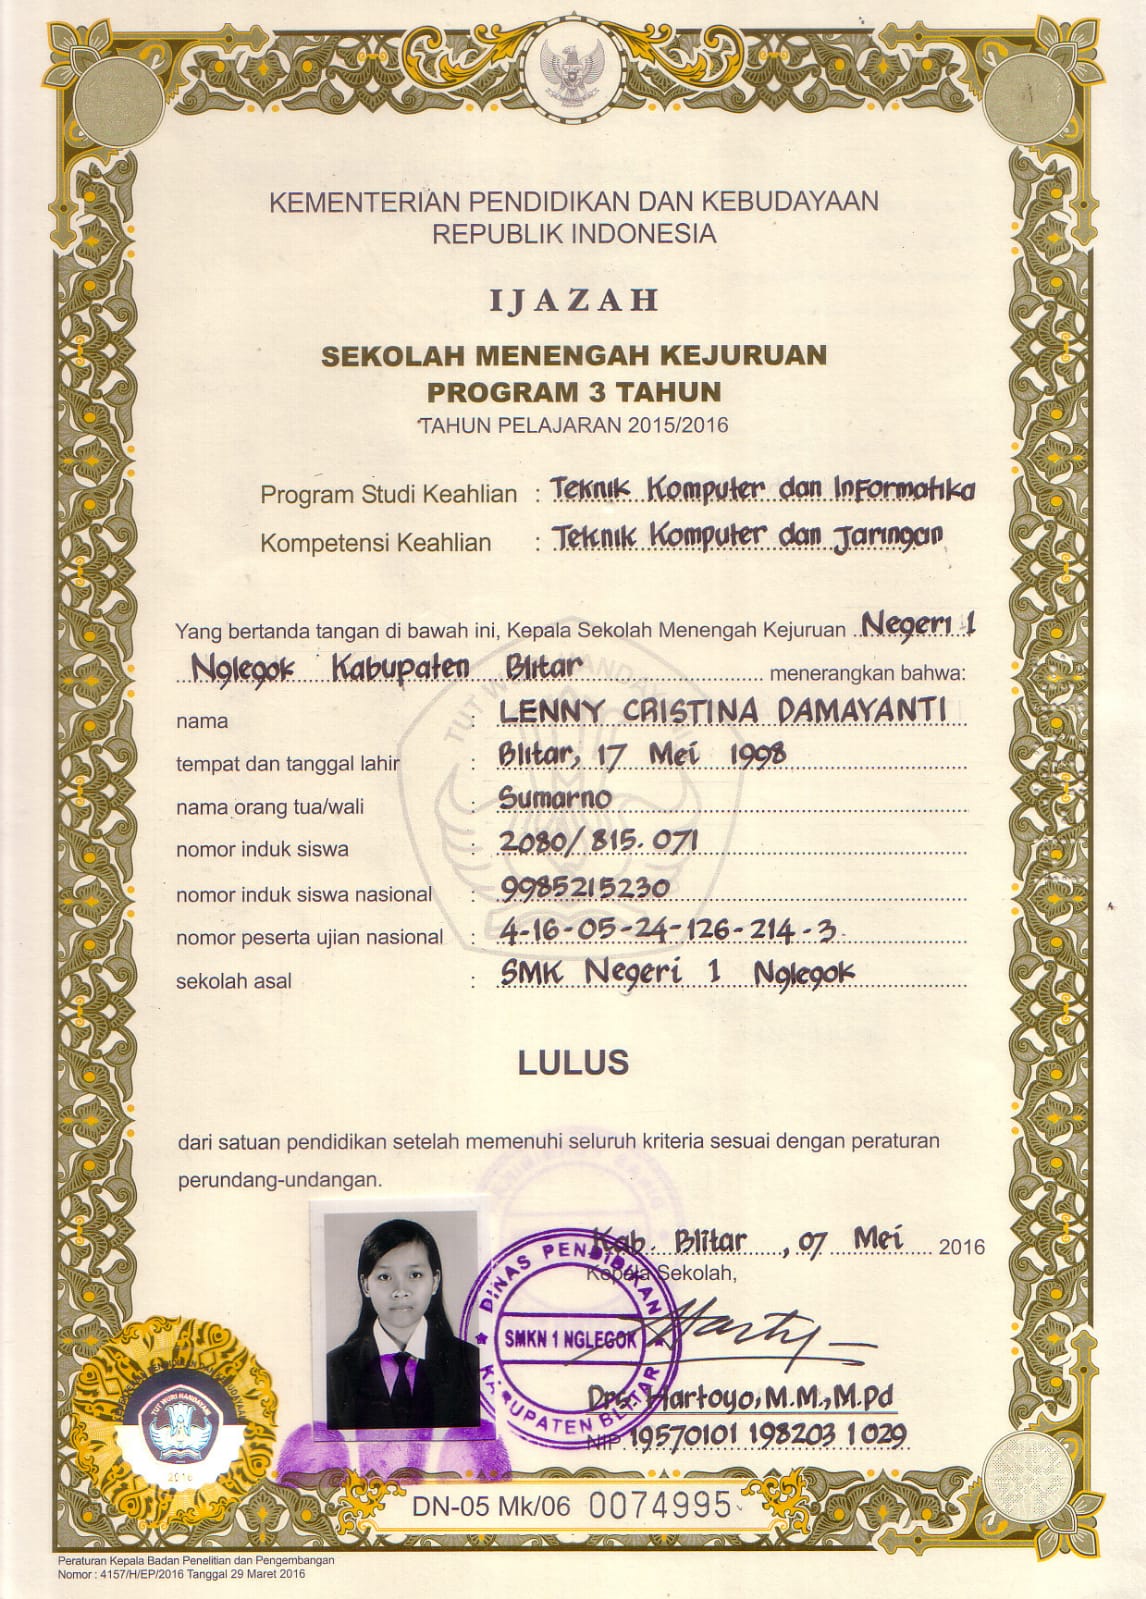 KEMENTERIAN PENDIDIKAN DAN KEBUDAYAAN
REPUBLIK INDONESIA
IJAZAH
SEKOLAH MENENGAH KEJURUAN
PROGRAM 3 TAHUN
TAHUN PELAJARAN 2015/2016
Program Studi Keahlian : Teknik Komputer dan Informatika
Kompetensi Keahlian : Teknik Komputer dan Jaringan
Yang bertanda tangan di bawah ini, Kepala Sekolah Menengah Kejuruan Negeri 1
Nglegok Kabupaten Blitar menerangkan bahwa:
nama : LENNY CRISTINA DAMAYANTI
tempat dan tanggal lahir : Blitar, 17 Mei 1998
nama orang tua/wali : Sumarno
nomor induk siswa : 2080/815.071
nomor induk siswa nasional : 9985215230
nomor peserta ujian nasional : 4-16-05-24-126-214-3
sekolah asal : SMK Negeri 1 Nglegok
LULUS
dari satuan pendidikan setelah memenuhi seluruh kriteria sesuai dengan peraturan
perundang-undangan.
Kab. Blitar, 07 Mei 2016
Kepala Sekolah,
DINAS PENDIDIKAN
SMKN 1 NGLEGOK
KABUPATEN BLITAR
Drs. Hartoyo, M.M., M.Pd
NIP 19570101 198203 1 029
TUT WURI HANDAYANI
2016
DN-05 Mk/06 0074995
Peraturan Kepala Badan Penelitian dan Pengembangan
Nomor : 4157/H/EP/2016 Tanggal 29 Maret 2016